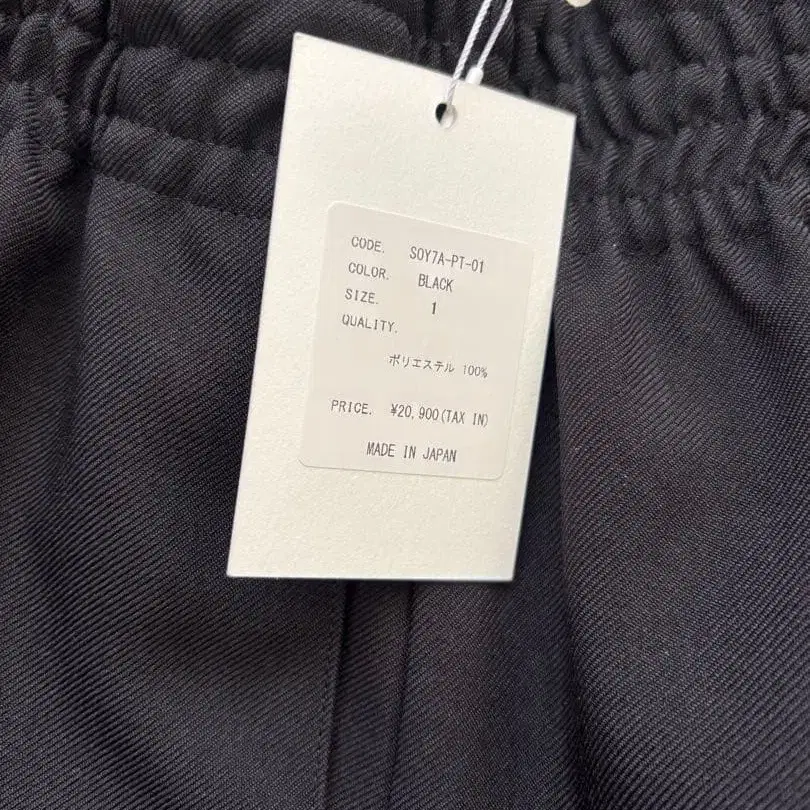 CODE. SOY7A-PT-01
COLOR. BLACK
SIZE. 1
QUALITY.
ポリエステル 100%
PRICE. ¥20,900(TAX IN)
MADE IN JAPAN